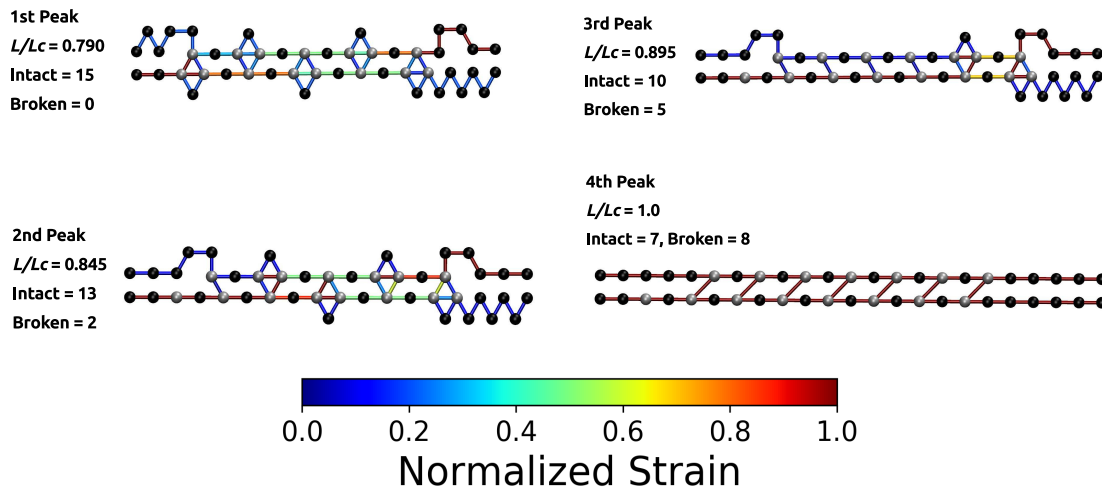 1st Peak
L/Lc = 0.790
Intact = 15
Broken = 0
3rd Peak
L/Lc = 0.895
Intact = 10
Broken = 5
2nd Peak
L/Lc = 0.845
Intact = 13
Broken = 2
4th Peak
L/Lc = 1.0
Intact = 7, Broken = 8
0.0 0.2 0.4 0.6 0.8 1.0
Normalized Strain